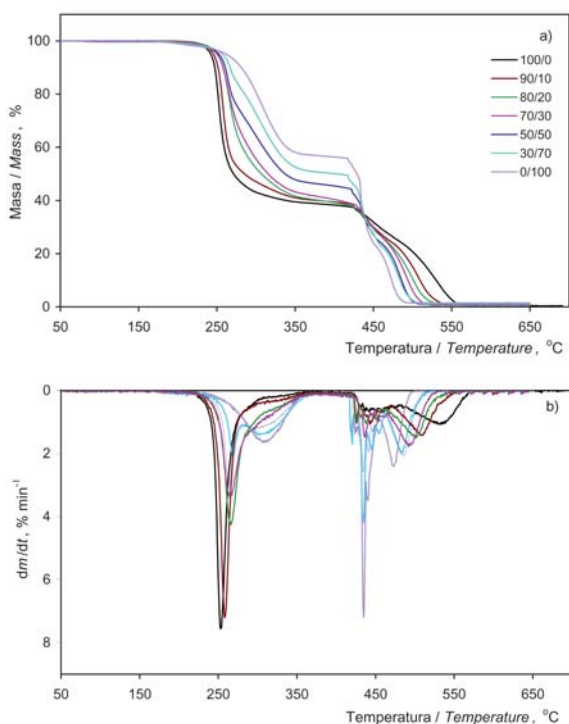 a)
100
80
60
40
20
0
Masa / Mass, %
100/0
90/10
80/20
70/30
50/50
30/70
0/100
50 150 250 350 450 550 650
Temperatura / Temperature, °C
b)
0
2
4
6
8
dm/dt, % min⁻¹
50 150 250 350 450 550 650
Temperatura / Temperature, °C